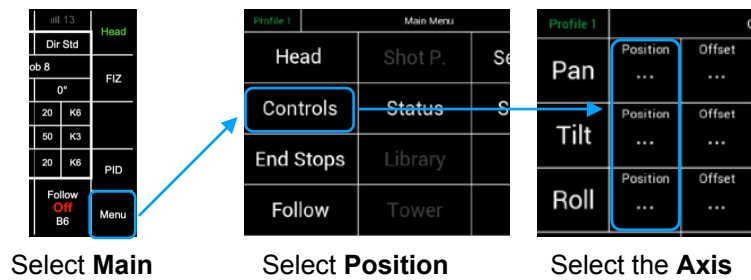 ıll 13
Head
Dir Std
ob 8
FIZ
0°
20 K6
50 K3
20 K6
PID
Follow
Off
B6
Menu
Profile 1 Main Menu
Head Shot P. Se
Controls Status S
End Stops Library
Follow Tower
Profile 1
Pan Position Offset
... ...
Tilt Position Offset
... ...
Roll Position Offset
... ...
Select Main
Select Position
Select the Axis